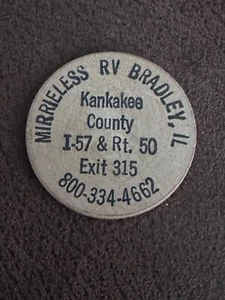 MIRRIELESS RV BRADLEY, IL
Kankakee
County
I-57 & Rt. 50
Exit 315
800-334-4662